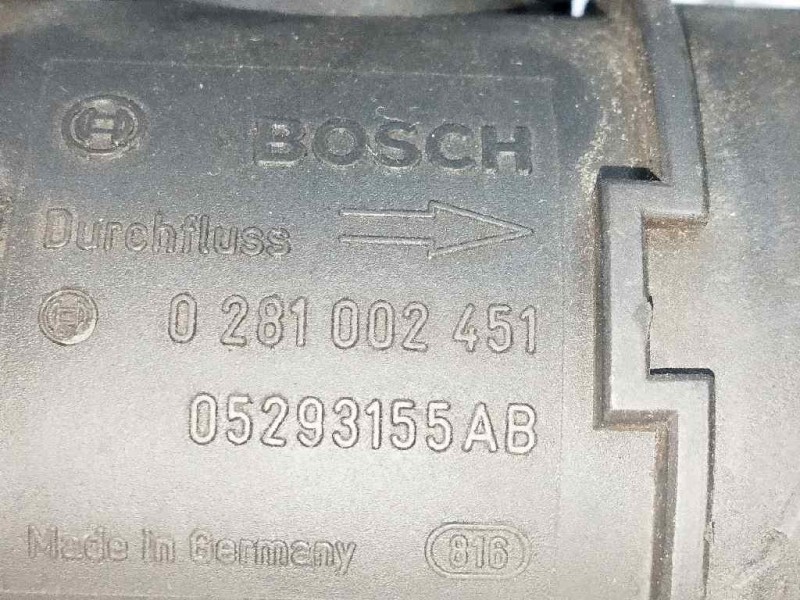 BOSCH
Durchfluss
0 281 002 451
05293155AB
Made in Germany 816